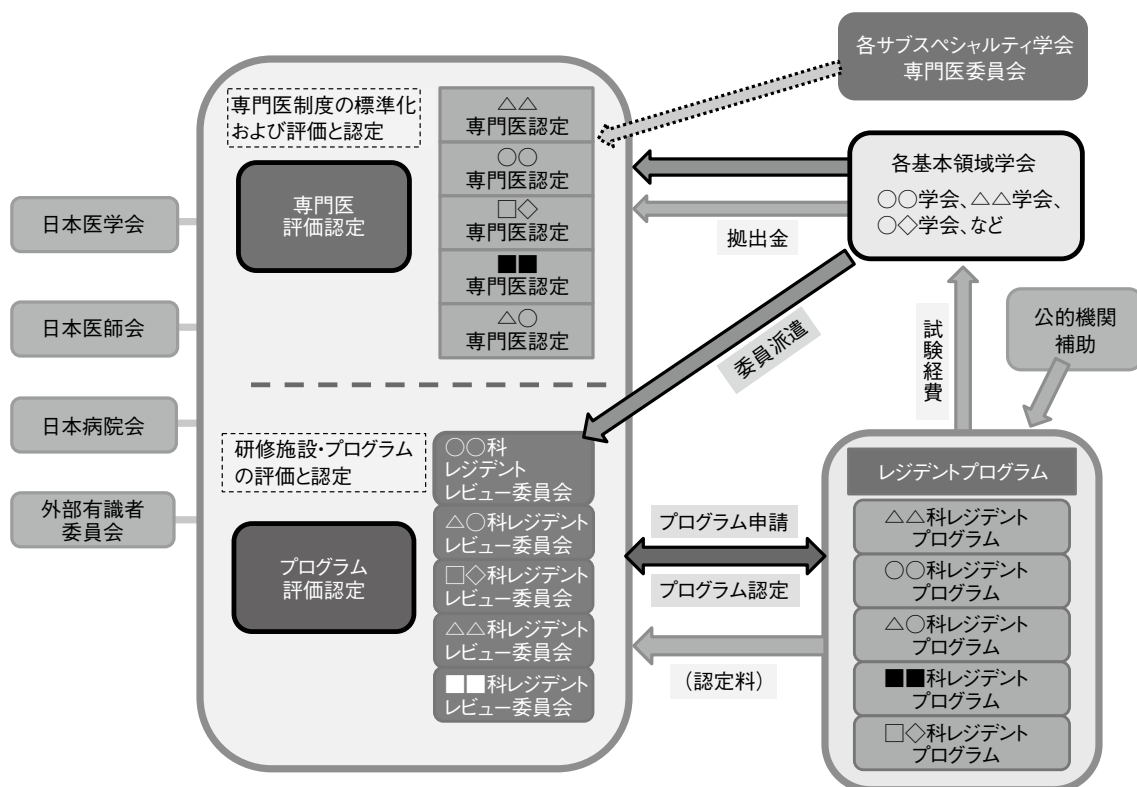 各サブスペシャルティ学会
専門医委員会
専門医制度の標準化
および評価と認定
専門医
評価認定
△△
専門医認定
○○
専門医認定
□◇
専門医認定
■■
専門医認定
△○
専門医認定
各基本領域学会
○○学会、△△学会、
○◇学会、など
拠出金
委員派遣
試験経費
公的機関
補助
日本医学会
日本医師会
日本病院会
外部有識者
委員会
研修施設・プログラム
の評価と認定
プログラム
評価認定
○○科
レジデント
レビュー委員会
△○科レジデント
レビュー委員会
□◇科レジデント
レビュー委員会
△△科レジデント
レビュー委員会
■■科レジデント
レビュー委員会
プログラム申請
プログラム認定
（認定料）
レジデントプログラム
△△科レジデント
プログラム
○○科レジデント
プログラム
△○科レジデント
プログラム
■■科レジデント
プログラム
□◇科レジデント
プログラム